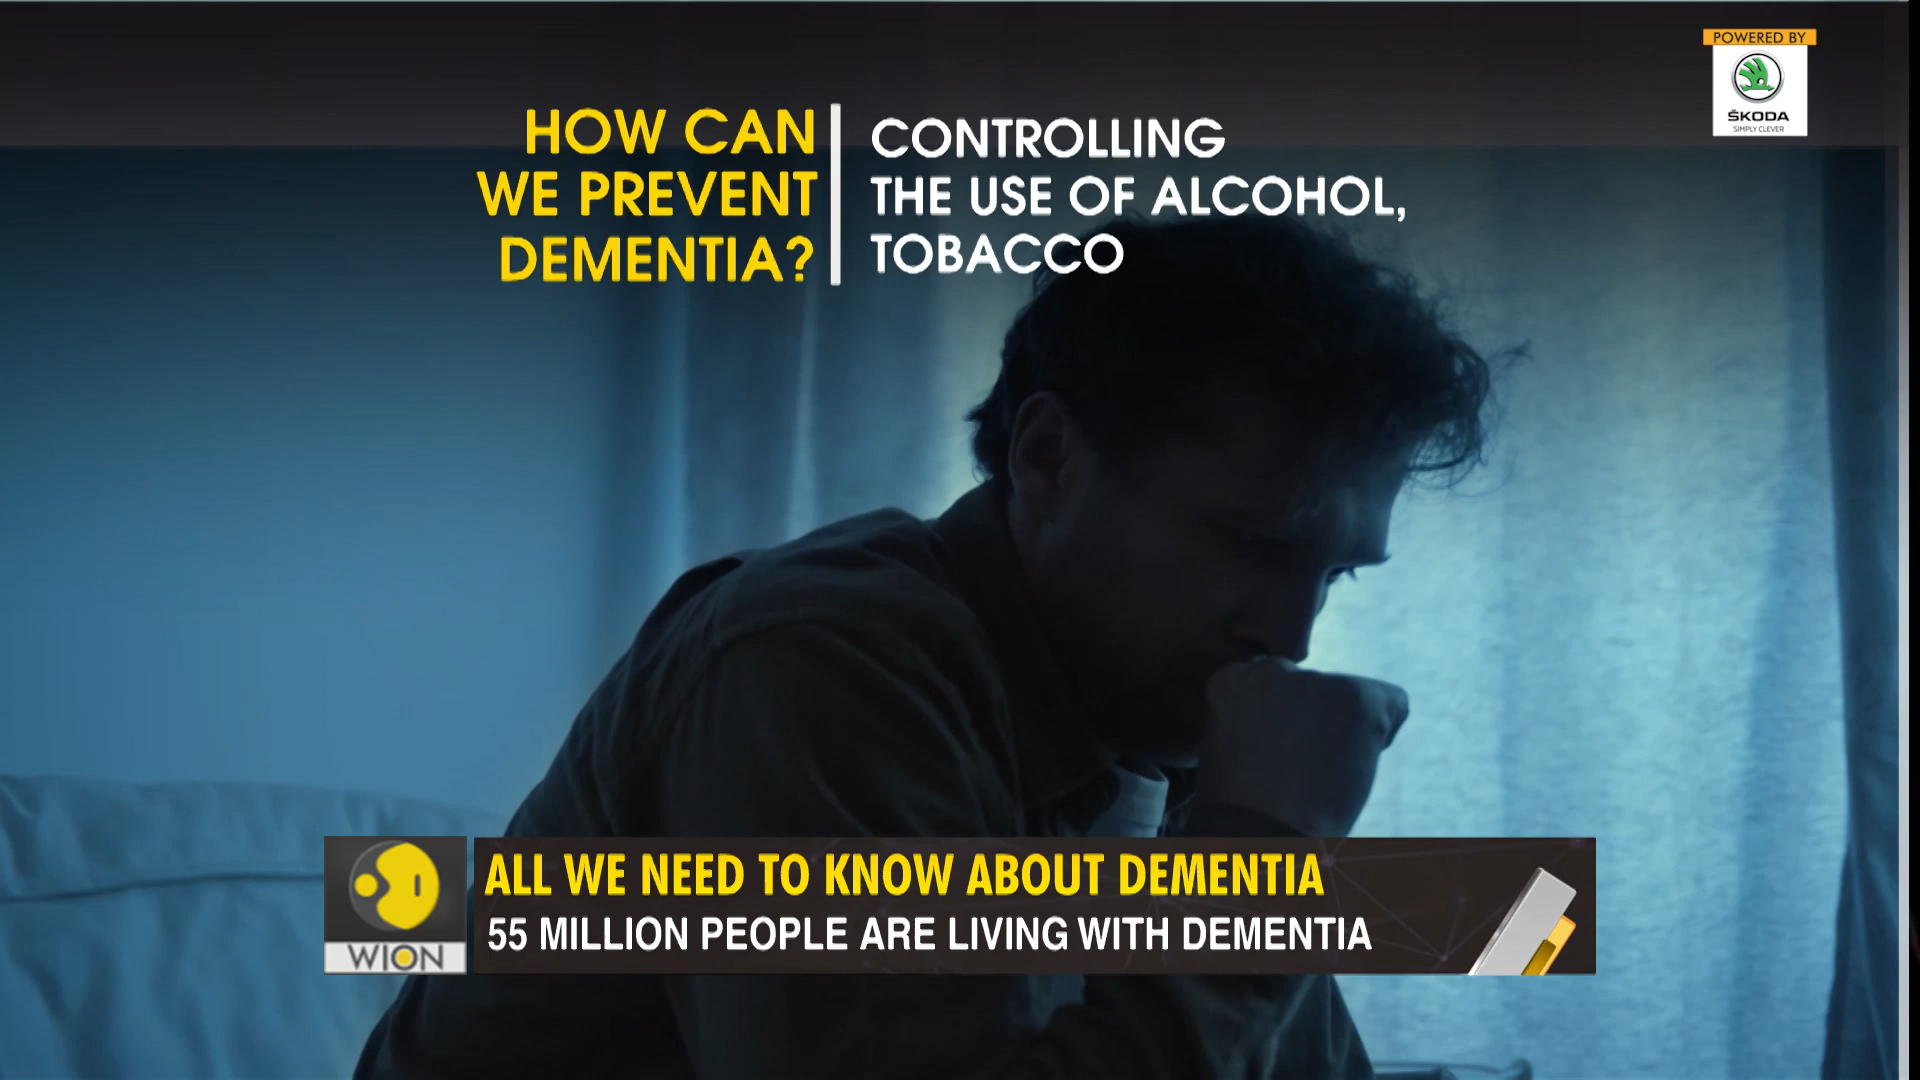 POWERED BY
ŠKODA
SIMPLY CLEVER
HOW CAN
WE PREVENT
DEMENTIA?
CONTROLLING
THE USE OF ALCOHOL,
TOBACCO
WION
ALL WE NEED TO KNOW ABOUT DEMENTIA
55 MILLION PEOPLE ARE LIVING WITH DEMENTIA